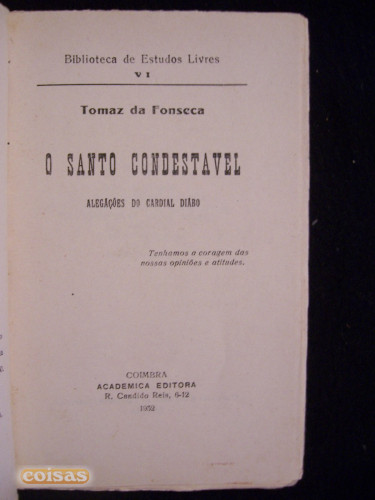 Biblioteca de Estudos Livres
VI
Tomaz da Fonseca
O SANTO CONDESTAVEL
ALEGAÇÕES DO CARDIAL DIÁBO
Tenhamos a coragem das
nossas opiniões e atitudes.
COIMBRA
ACADEMICA EDITORA
R. Candido Reis, 6-12
1932
coisas